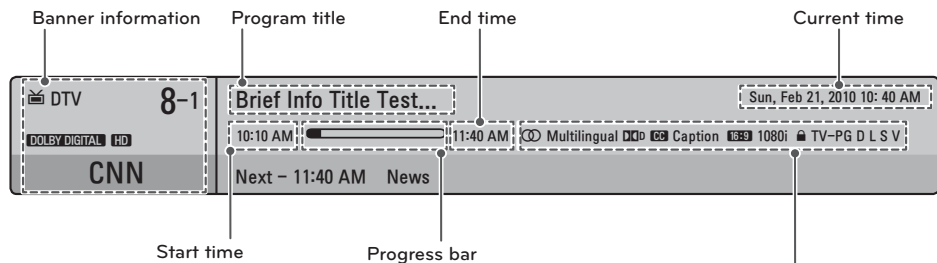 Banner information Program title End time Current time
DTV 8-1 Brief Info Title Test... Sun, Feb 21, 2010 10: 40 AM
DOLBY DIGITAL HD 10:10 AM 11:40 AM Multilingual DD CC Caption 16:9 1080i TV-PG D L S V
CNN Next - 11:40 AM News
Start time Progress bar